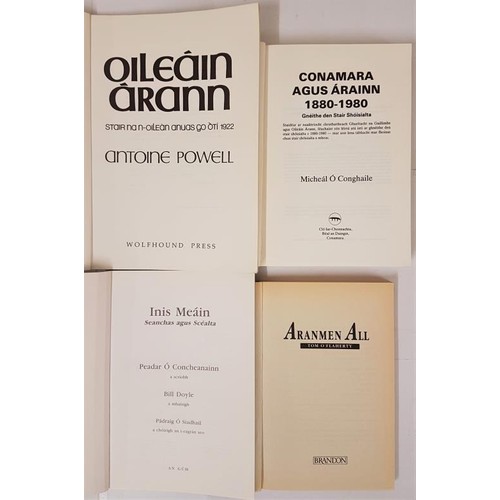 OILEÁIN
ÁRANN
STAIR NA N-OILEÁN ANUAS GO DTÍ 1922
ANTOINE POWELL
WOLFHOUND PRESS
CONAMARA
AGUS ÁRAINN
1880-1980
Gnéithe den Stair Shóisialta
Micheál Ó Conghaile
Cló Iar-Chonnachta,
Béal an Daingin,
Conamara.
Inis Meáin
Seanchas agus Scéalta
Peadar Ó Concheanainn
a scríobh
Bill Doyle
Pádraig Ó Siadhail
ARANMEN ALL
TOM O'FLAHERTY
BRANDON